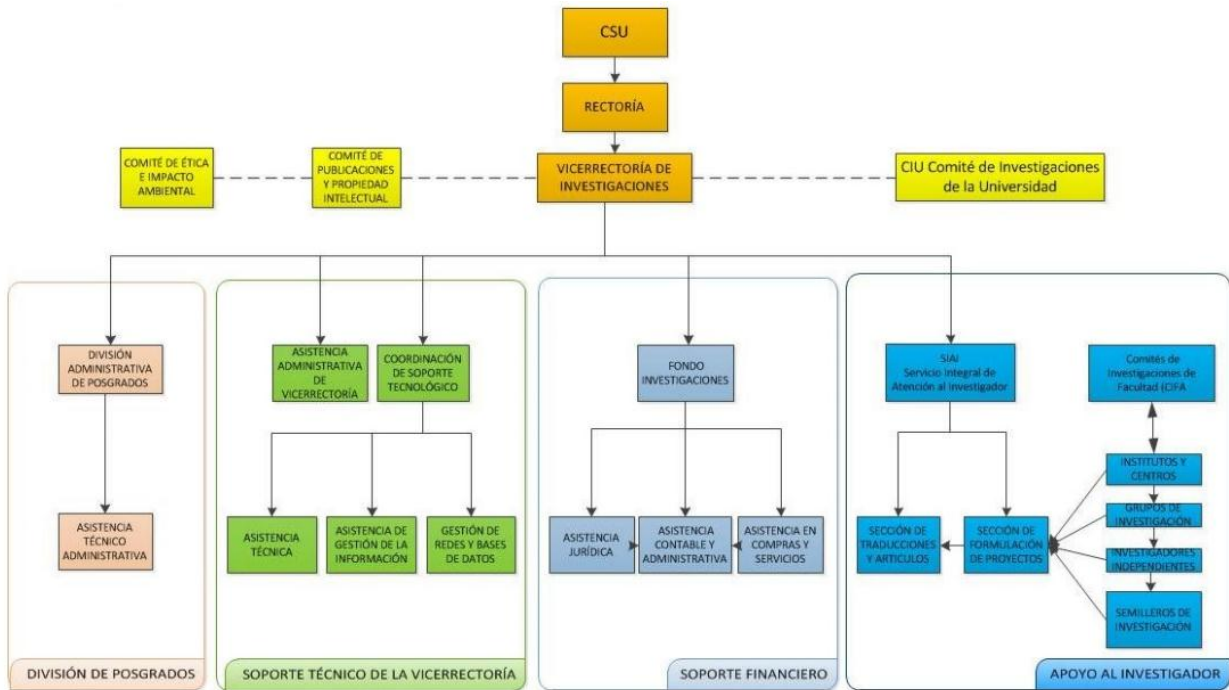 CSU
RECTORÍA
COMITÉ DE ÉTICA
E IMPACTO
AMBIENTAL
COMITÉ DE
PUBLICACIONES
Y PROPIEDAD
INTELECTUAL
VICERRECTORÍA DE
INVESTIGACIONES
CIU Comité de Investigaciones
de la Universidad
DIVISIÓN
ADMINISTRATIVA
DE POSGRADOS
ASISTENCIA
TÉCNICO
ADMINISTRATIVA
DIVISIÓN DE POSGRADOS
ASISTENCIA
ADMINISTRATIVA
DE
VICERRECTORÍA
COORDINACIÓN
DE SOPORTE
TECNOLÓGICO
ASISTENCIA
TÉCNICA
ASISTENCIA DE
GESTIÓN DE LA
INFORMACIÓN
GESTIÓN DE
REDES Y BASES
DE DATOS
SOPORTE TÉCNICO DE LA VICERRECTORÍA
FONDO
INVESTIGACIONES
ASISTENCIA
JURÍDICA
ASISTENCIA
CONTABLE Y
ADMINISTRATIVA
ASISTENCIA EN
COMPRAS Y
SERVICIOS
SOPORTE FINANCIERO
SIAI
Servicio Integral de
Atención al Investigador
Comités de
Investigaciones de
Facultad (CIFA
INSTITUTOS Y
CENTROS
GRUPOS DE
INVESTIGACIÓN
INVESTIGADORES
INDEPENDIENTES
SEMILLEROS DE
INVESTIGACIÓN
SECCIÓN DE
TRADUCCIONES
Y ARTICULOS
SECCIÓN DE
FORMULACIÓN
DE PROYECTOS
APOYO AL INVESTIGADOR